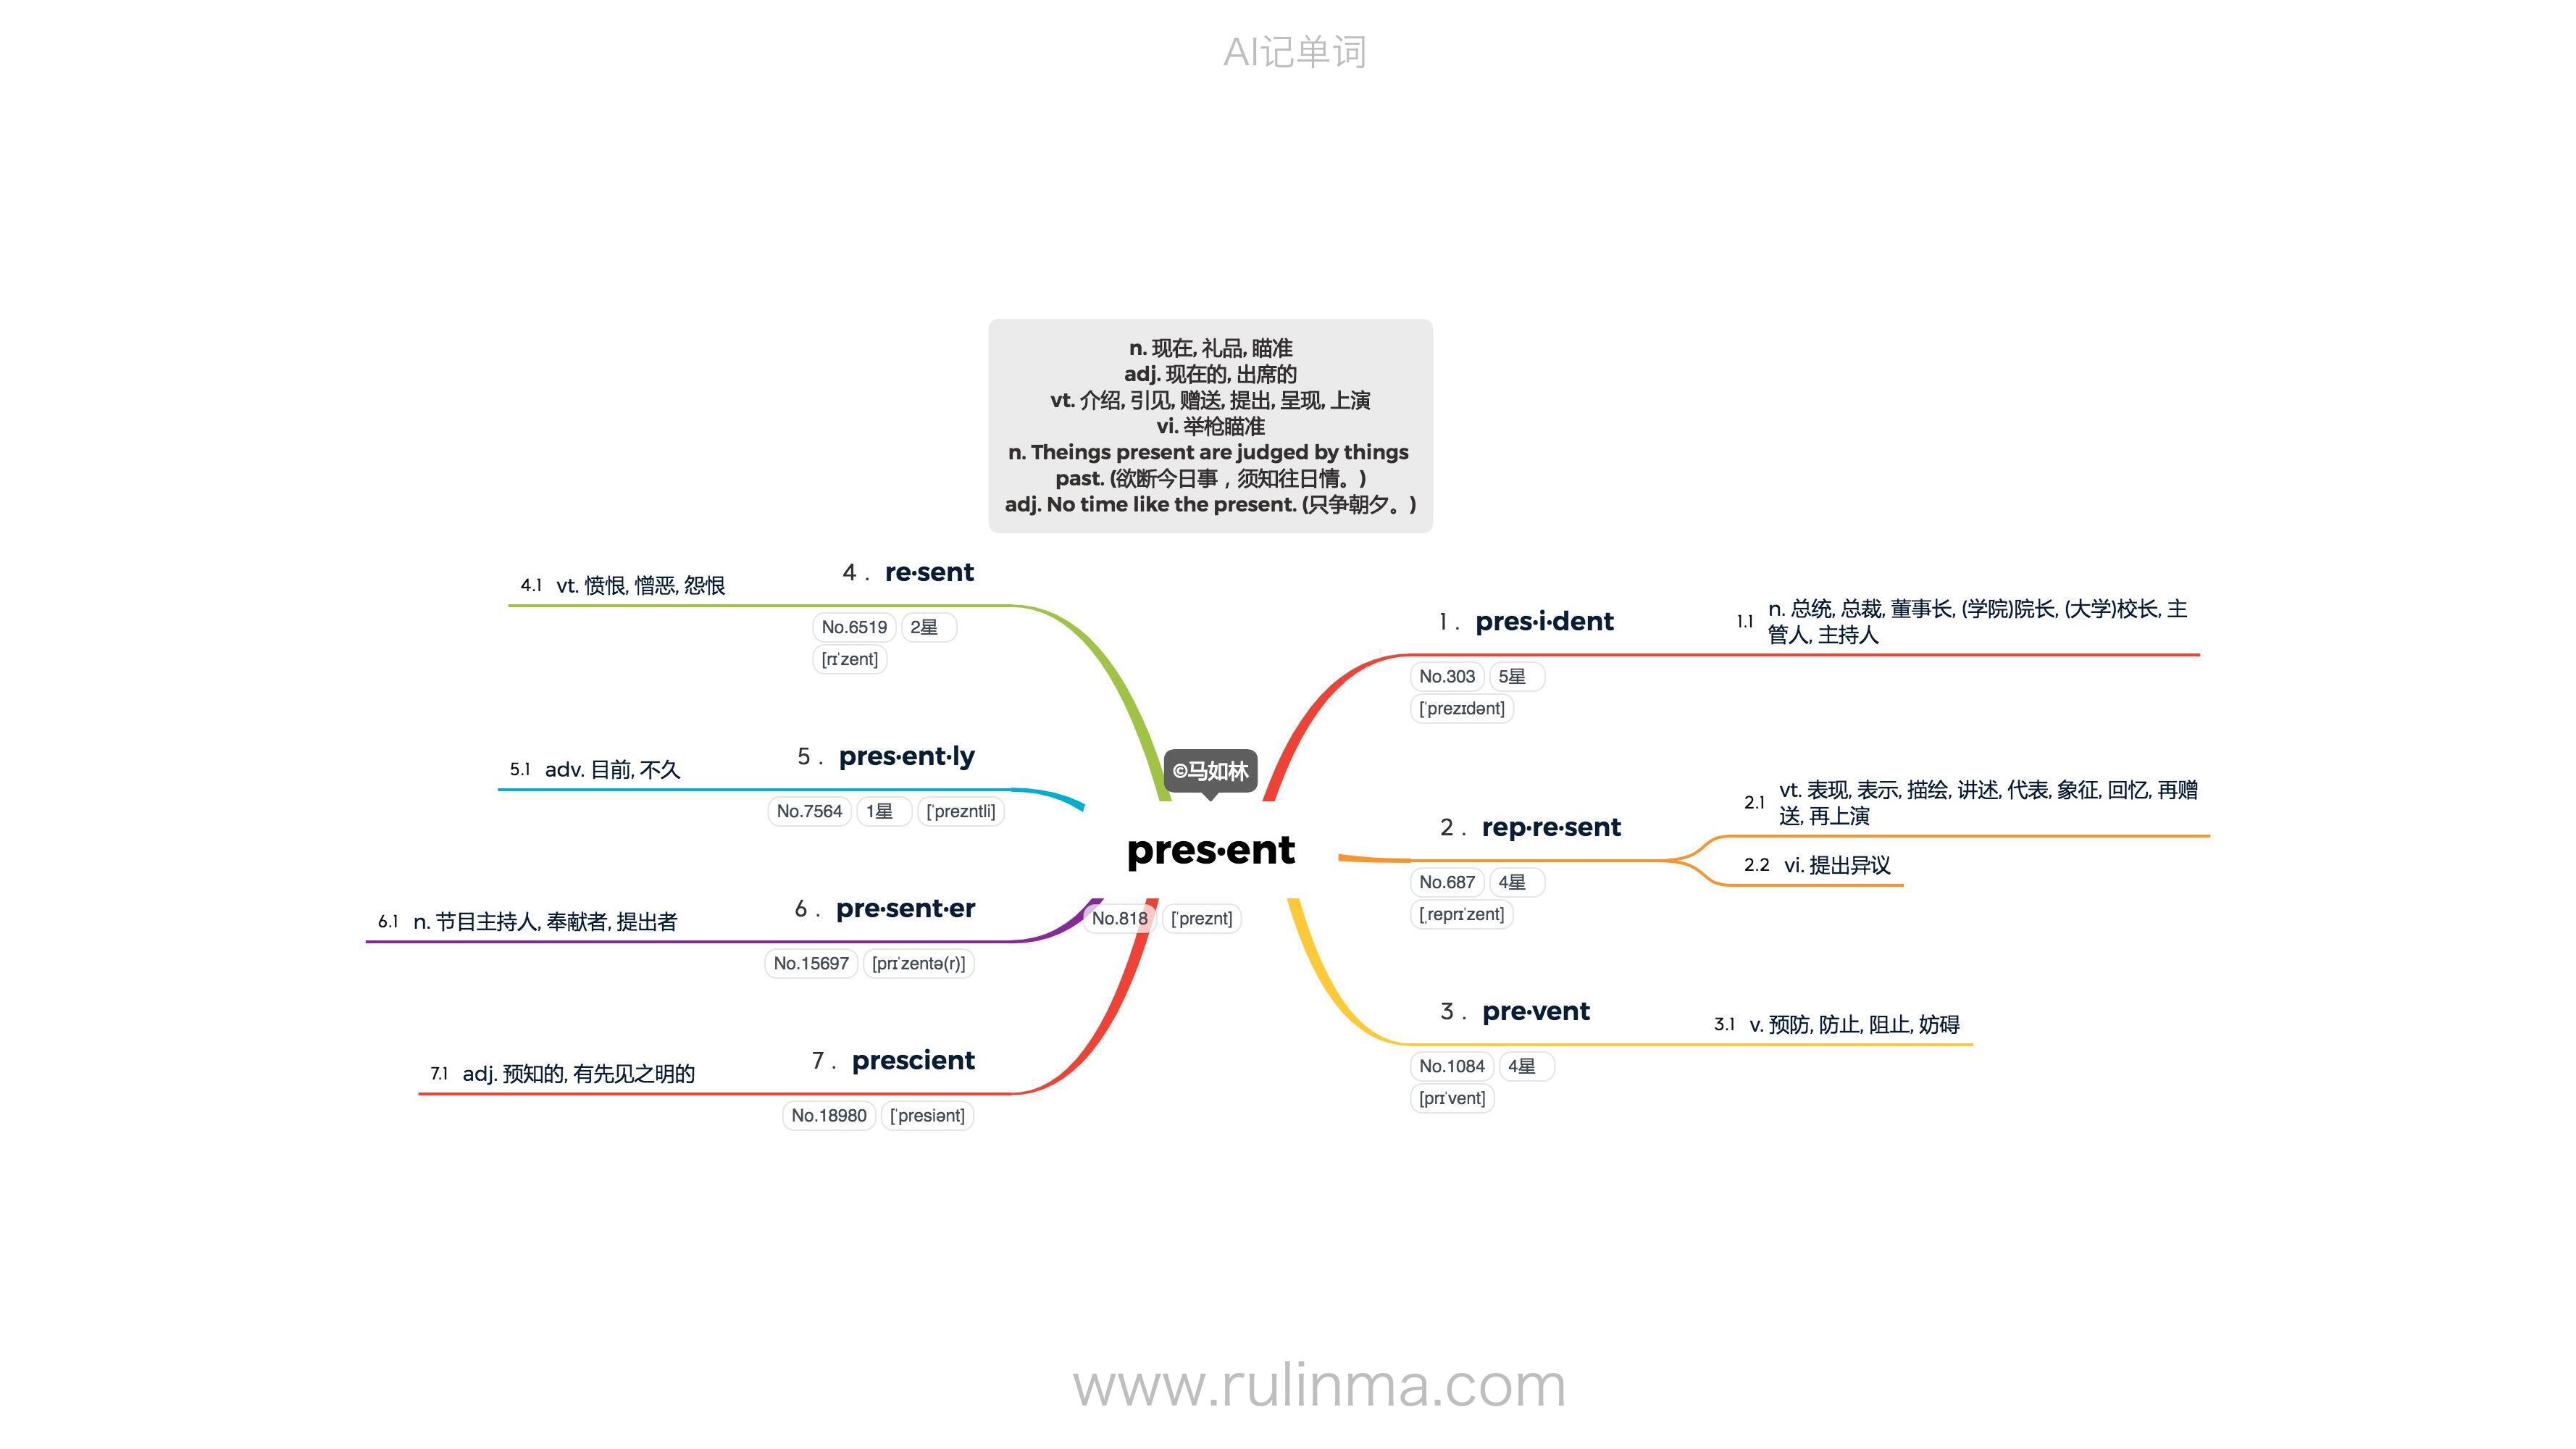 AI记单词
n. 现在, 礼品, 瞄准
adj. 现在的, 出席的
vt. 介绍, 引见, 赠送, 提出, 呈现, 上演
vi. 举枪瞄准
n. Theings present are judged by things
past. (欲断今日事，须知往日情。)
adj. No time like the present. (只争朝夕。)
©马如林
pres·ent
No.818 [ˈpreznt]
1 . pres·i·dent
No.303 5星
[ˈprezɪdənt]
1.1 n. 总统, 总裁, 董事长, (学院)院长, (大学)校长, 主
管人, 主持人
2 . rep·re·sent
No.687 4星
[ˌreprɪˈzent]
2.1 vt. 表现, 表示, 描绘, 讲述, 代表, 象征, 回忆, 再赠
送, 再上演
2.2 vi. 提出异议
3 . pre·vent
No.1084 4星
[prɪˈvent]
3.1 v. 预防, 防止, 阻止, 妨碍
4 . re·sent
No.6519 2星
[rɪˈzent]
4.1 vt. 愤恨, 憎恶, 怨恨
5 . pres·ent·ly
No.7564 1星 [ˈprezntli]
5.1 adv. 目前, 不久
6 . pre·sent·er
No.15697 [prɪˈzentə(r)]
6.1 n. 节目主持人, 奉献者, 提出者
7 . prescient
No.18980 [ˈpresiənt]
7.1 adj. 预知的, 有先见之明的
www.rulinma.com